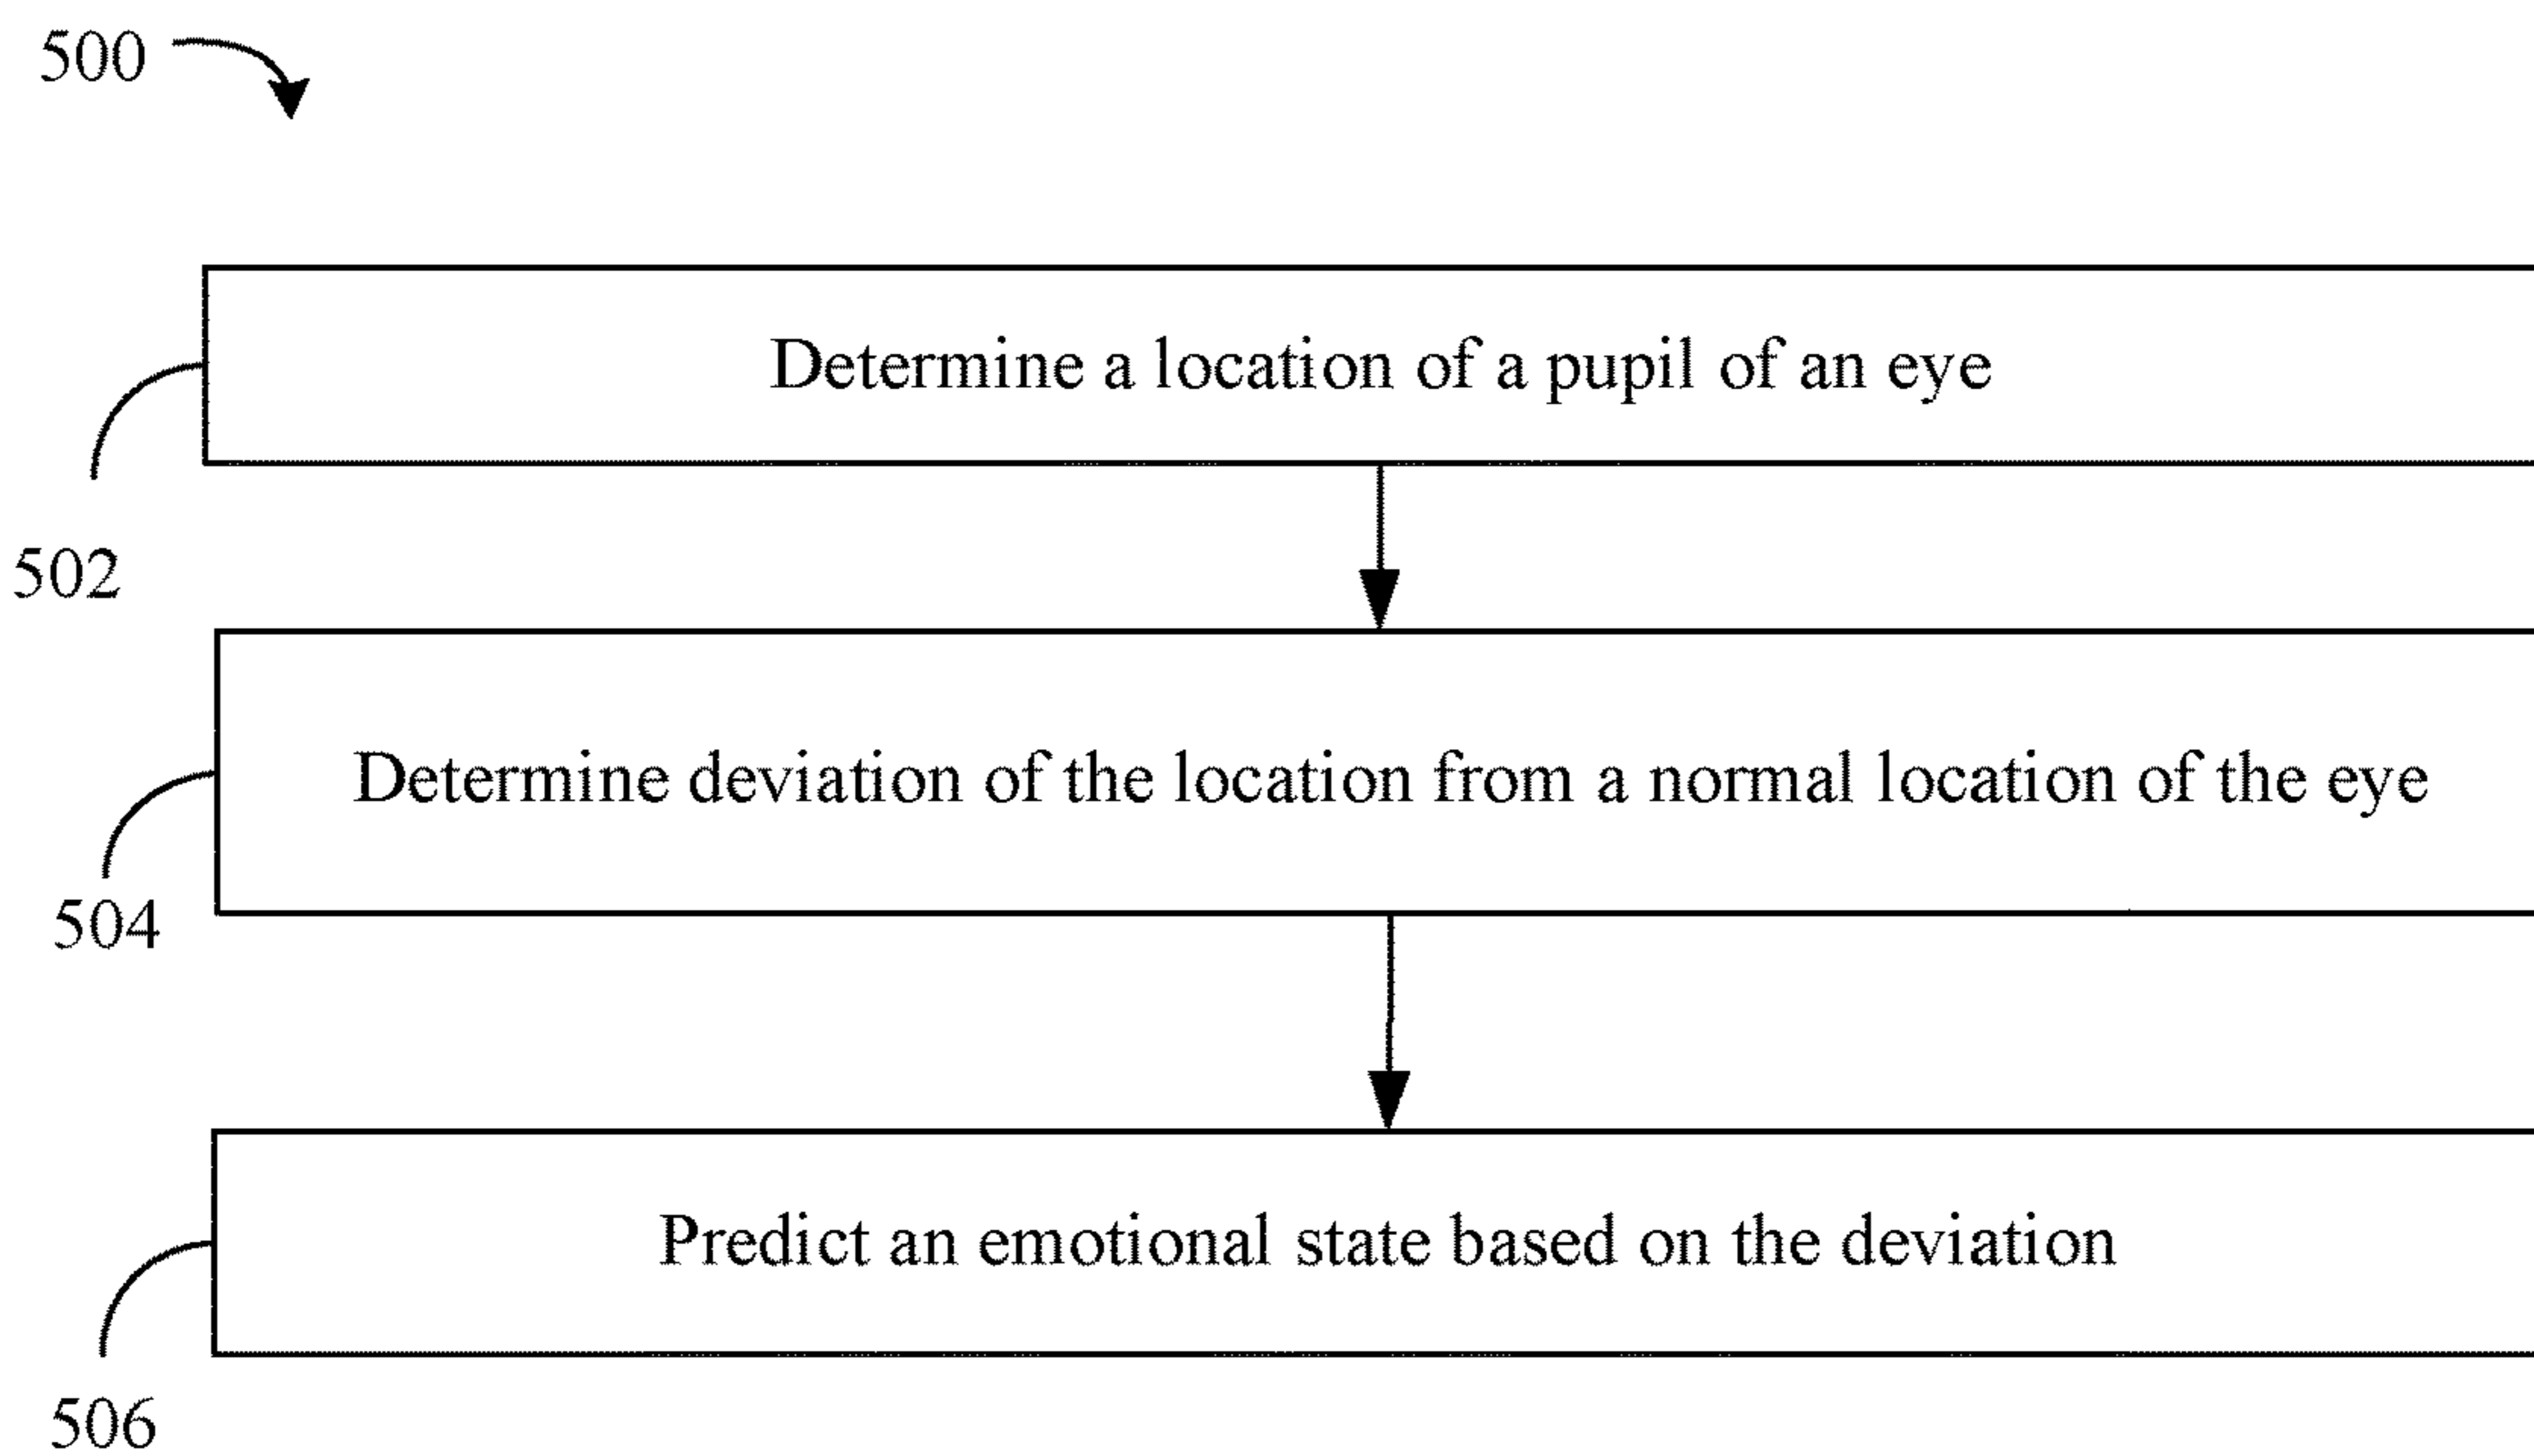 500
Determine a location of a pupil of an eye
502
Determine deviation of the location from a normal location of the eye
504
Predict an emotional state based on the deviation
506